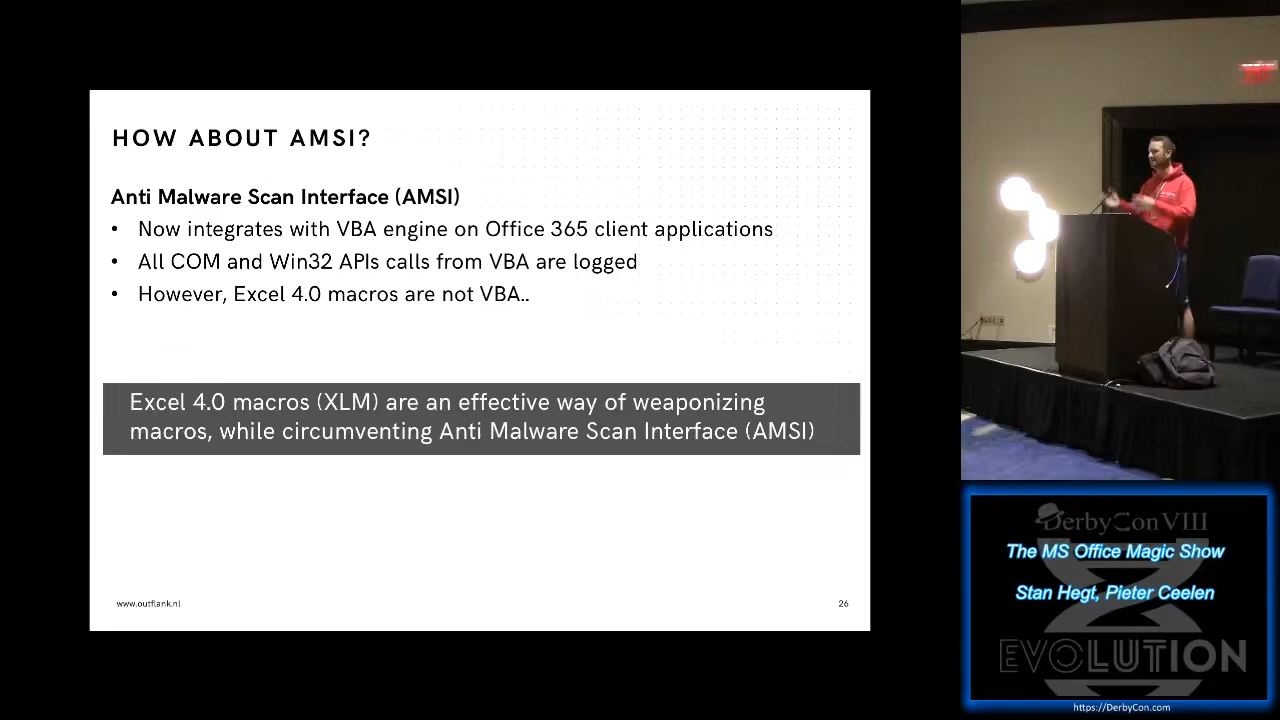 HOW ABOUT AMSI?
Anti Malware Scan Interface (AMSI)
• Now integrates with VBA engine on Office 365 client applications
• All COM and Win32 APIs calls from VBA are logged
• However, Excel 4.0 macros are not VBA..
Excel 4.0 macros (XLM) are an effective way of weaponizing
macros, while circumventing Anti Malware Scan Interface (AMSI)
www.outflank.nl
26
DerbyCon VIII
The MS Office Magic Show
Stan Hegt, Pieter Ceelen
EVOLUTION
https://DerbyCon.com